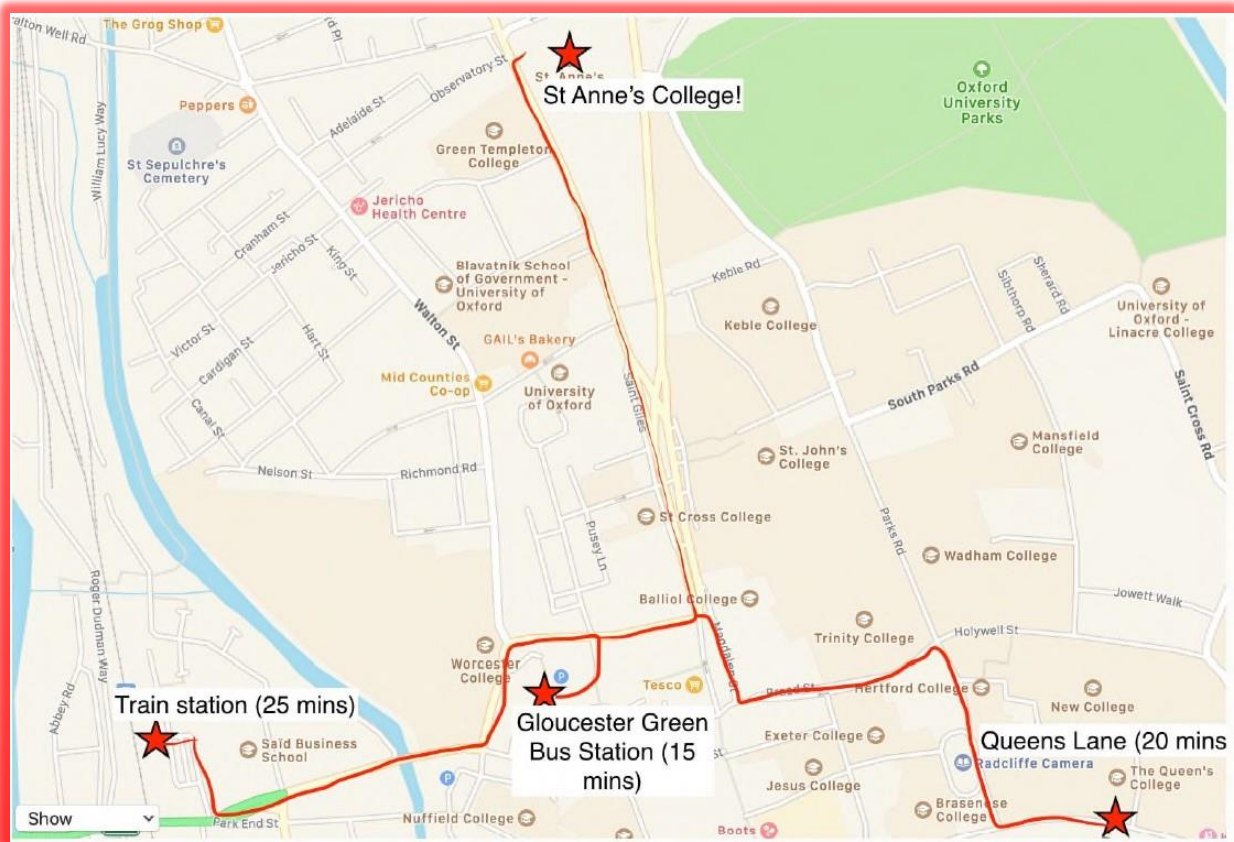 The Grog Shop
alton Well Rd
Observatory St
St. Anne's
St Anne's College!
Oxford
University
Parks
Peppers
Adelaide St
Green Templeton
College
William Lucy Way
St Sepulchre's
Cemetery
Jericho
Health Centre
Cranham St
Jericho St
King St
Blavatnik School
of Government -
University of
Oxford
Keble Rd
Sibthorp Rd
Sherard Rd
University of
Oxford -
Linacre College
Walton St
Keble College
Victor St
Hart St
GAIL's Bakery
Cardigan St
Mid Counties
Co-op
University
of Oxford
Saint Giles
South Parks Rd
Saint Cross Rd
Canal St
Nelson St
Richmond Rd
St. John's
College
Mansfield
College
St Cross College
Pusey Ln
Parks Rd
Wadham College
Roger Dudman Way
Balliol College
Jowett Walk
Trinity College
Holywell St
Worcester
College
Magdalen St
Abbey Rd
Train station (25 mins)
Tesco
Broad St
Hertford College
New College
Gloucester Green
Bus Station (15
mins)
Saïd Business
School
Exeter College
Queens Lane (20 mins
Radcliffe Camera
Jesus College
The Queen's
College
Show
Park End St
Nuffield College
Brasenose
College
Boots